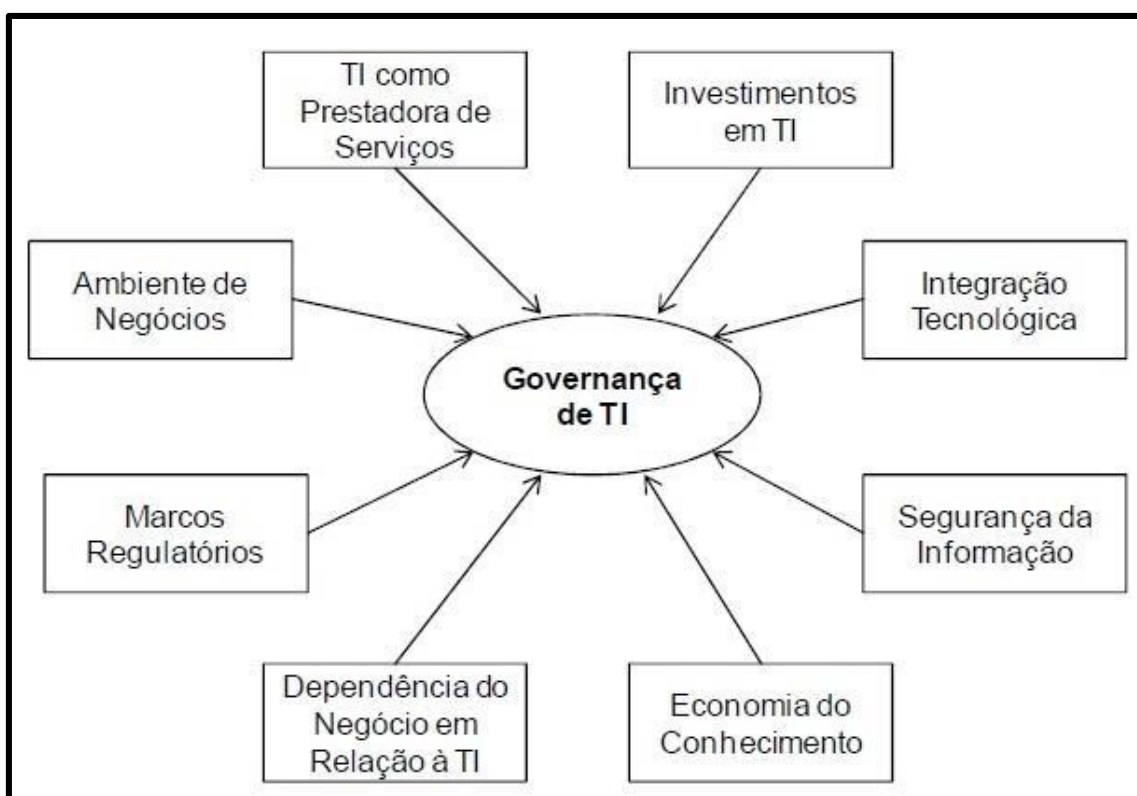 TI como
Prestadora de
Serviços
Investimentos
em TI
Ambiente de
Negócios
Integração
Tecnológica
Governança
de TI
Marcos
Regulatórios
Segurança da
Informação
Dependência do
Negócio em
Relação à TI
Economia do
Conhecimento